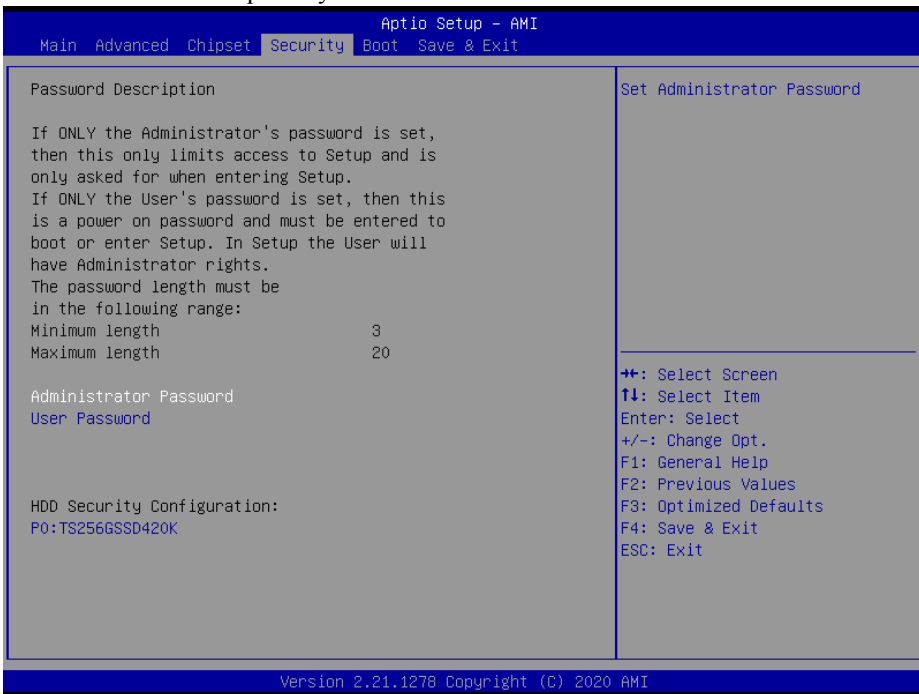 Aptio Setup – AMI
Main Advanced Chipset Security Boot Save & Exit
Password Description
If ONLY the Administrator's password is set,
then this only limits access to Setup and is
only asked for when entering Setup.
If ONLY the User's password is set, then this
is a power on password and must be entered to
boot or enter Setup. In Setup the User will
have Administrator rights.
The password length must be
in the following range:
Minimum length 3
Maximum length 20
Administrator Password
User Password
HDD Security Configuration:
P0:TS256GSSD420K
Set Administrator Password
→←: Select Screen
↑↓: Select Item
Enter: Select
+/-: Change Opt.
F1: General Help
F2: Previous Values
F3: Optimized Defaults
F4: Save & Exit
ESC: Exit
Version 2.21.1278 Copyright (C) 2020 AMI